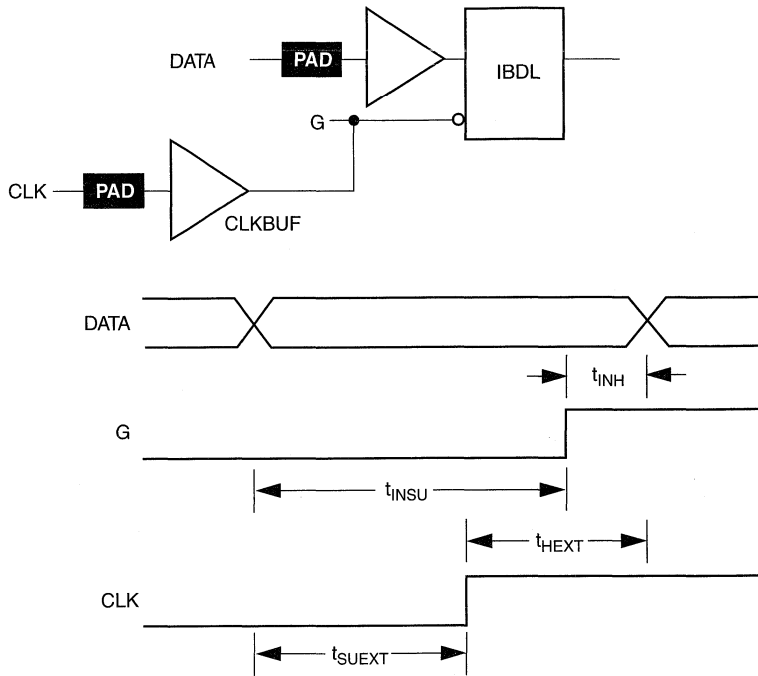 DATA
PAD
IBDL
G
CLK
PAD
CLKBUF
DATA
tINH
G
tINSU
tHEXT
CLK
tSUEXT